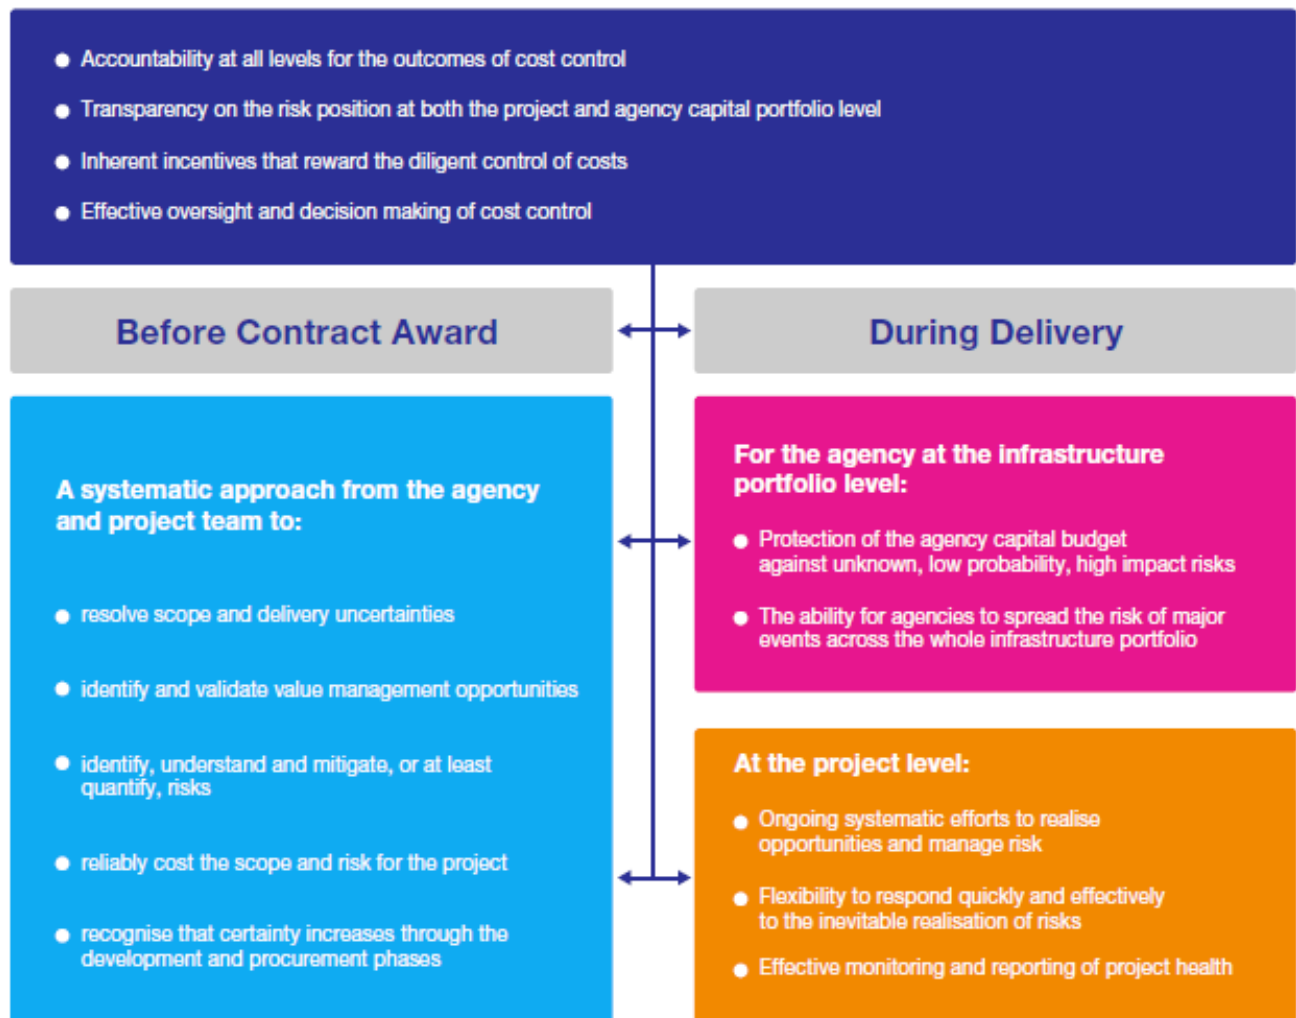 Accountability at all levels for the outcomes of cost control
Transparency on the risk position at both the project and agency capital portfolio level
Inherent incentives that reward the diligent control of costs
Effective oversight and decision making of cost control
Before Contract Award
A systematic approach from the agency
and project team to:
resolve scope and delivery uncertainties
identify and validate value management opportunities
identify, understand and mitigate, or at least
quantify, risks
reliably cost the scope and risk for the project
recognise that certainty increases through the
development and procurement phases
During Delivery
For the agency at the infrastructure
portfolio level:
Protection of the agency capital budget
against unknown, low probability, high impact risks
The ability for agencies to spread the risk of major
events across the whole infrastructure portfolio
At the project level:
Ongoing systematic efforts to realise
opportunities and manage risk
Flexibility to respond quickly and effectively
to the inevitable realisation of risks
Effective monitoring and reporting of project health